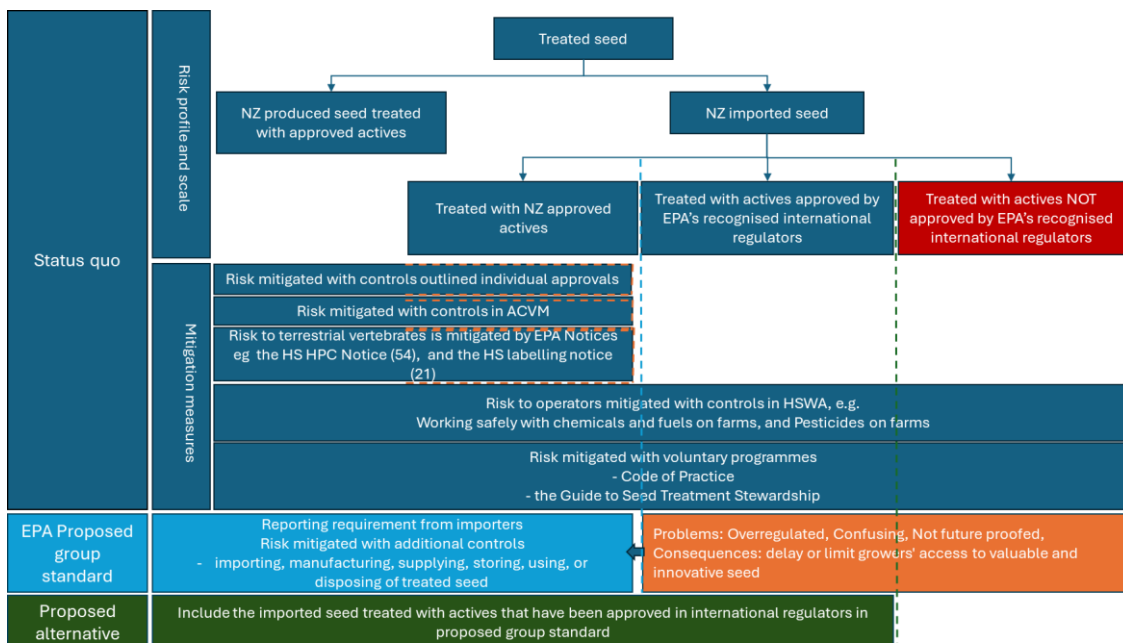 Treated seed
Risk profile and scale
NZ produced seed treated
with approved actives
NZ imported seed
Treated with NZ approved
actives
Treated with actives approved by
EPA's recognised international
regulators
Treated with actives NOT
approved by EPA's recognised
international regulators
Status quo
Mitigation measures
Risk mitigated with controls outlined individual approvals
Risk mitigated with controls in ACVM
Risk to terrestrial vertebrates is mitigated by EPA Notices
eg the HS HPC Notice (54), and the HS labelling notice
(21)
Risk to operators mitigated with controls in HSWA, e.g.
Working safely with chemicals and fuels on farms, and Pesticides on farms
Risk mitigated with voluntary programmes
- Code of Practice
- the Guide to Seed Treatment Stewardship
EPA Proposed
group
standard
Reporting requirement from importers
Risk mitigated with additional controls
- importing, manufacturing, supplying, storing, using, or
disposing of treated seed
Problems: Overregulated, Confusing, Not future proofed,
Consequences: delay or limit growers' access to valuable and
innovative seed
Proposed
alternative
Include the imported seed treated with actives that have been approved in international regulators in
proposed group standard